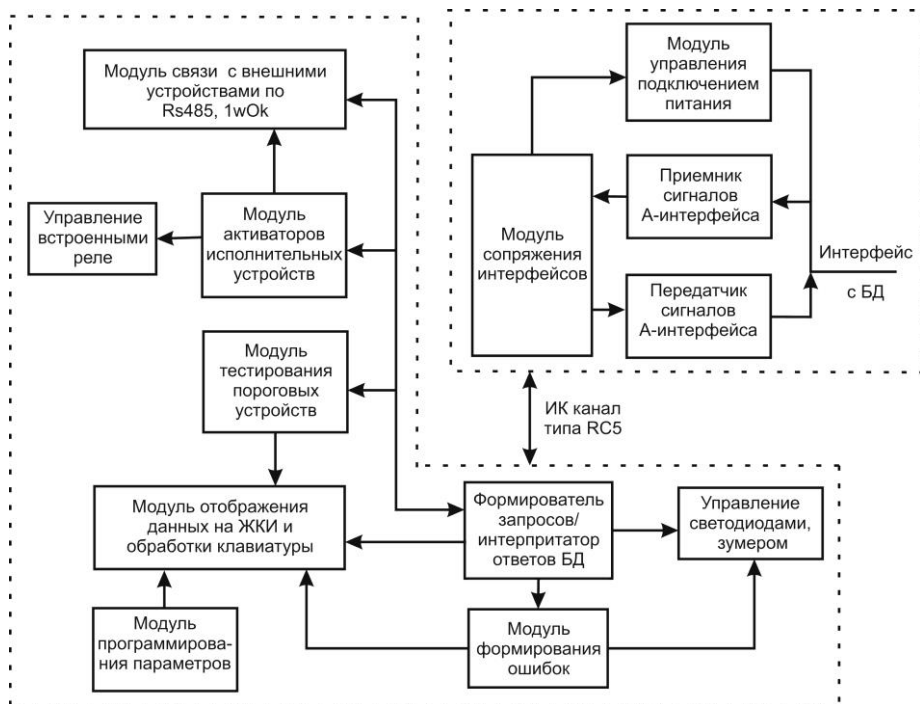 Модуль связи с внешними
устройствами по
Rs485, 1wOk
Управление
встроенными
реле
Модуль
активаторов
исполнительных
устройств
Модуль
тестирования
пороговых
устройств
Модуль отображения
данных на ЖКИ и
обработки клавиатуры
Модуль
программирова-
ния параметров
Модуль
управления
подключением
питания
Модуль
сопряжения
интерфейсов
Приемник
сигналов
А-интерфейса
Передатчик
сигналов
А-интерфейса
Интерфейс
с БД
ИК канал
типа RC5
Формирователь
запросов/
интерпритатор
ответов БД
Управление
светодиодами,
зумером
Модуль
формирования
ошибок